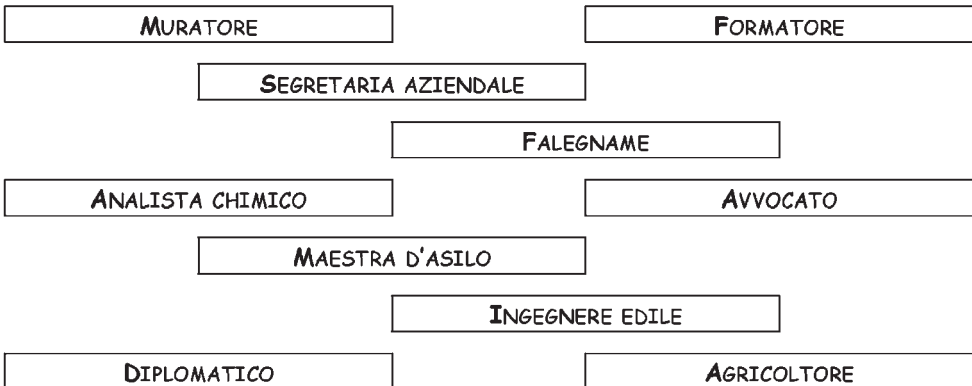 MURATORE
FORMATORE
SEGRETARIA AZIENDALE
FALEGNAME
ANALISTA CHIMICO
AVVOCATO
MAESTRA D'ASILO
INGEGNERE EDILE
DIPLOMATICO
AGRICOLTORE